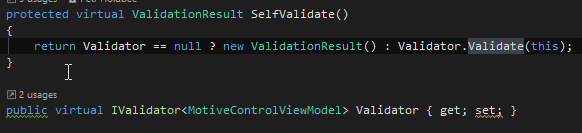 protected virtual ValidationResult SelfValidate()
{
return Validator == null ? new ValidationResult() : Validator.Validate(this);
}
2 usages
public virtual IValidator<MotiveControlViewModel> Validator { get; set; }